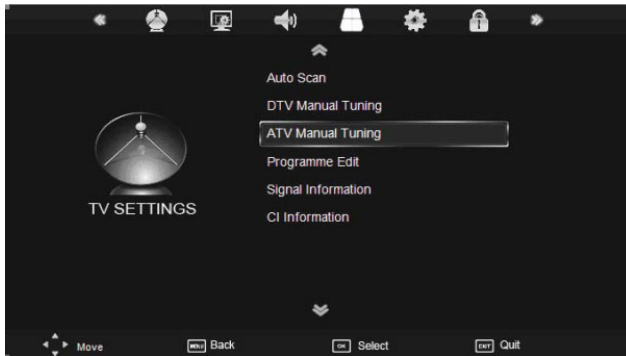 Auto Scan
DTV Manual Tuning
ATV Manual Tuning
Programme Edit
Signal Information
CI Information
TV SETTINGS
Move MENU Back OK Select EXIT Quit